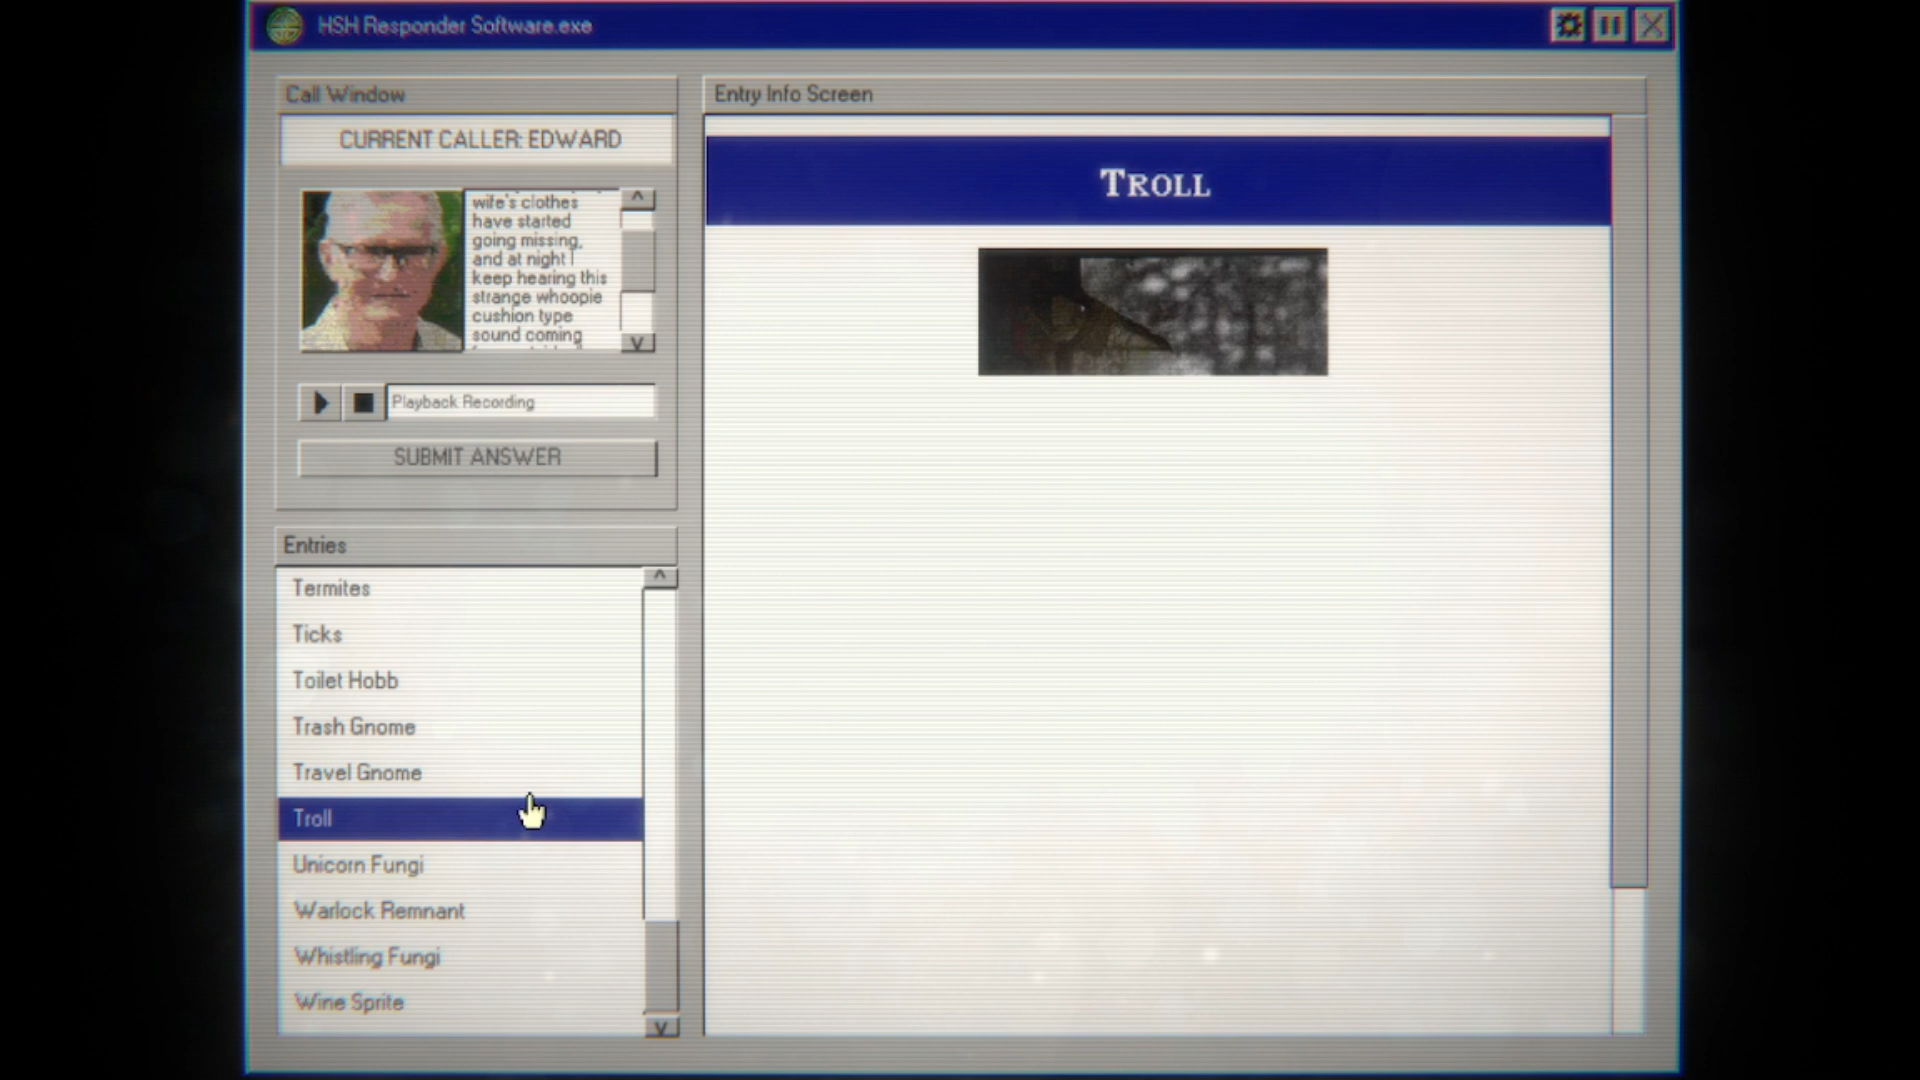 HSH Responder Software.exe
Call Window
CURRENT CALLER: EDWARD
wife's clothes
have started
going missing,
and at night I
keep hearing this
strange whoopie
cushion type
sound coming
^
V
Playback Recording
SUBMIT ANSWER
Entries
Termites
Ticks
Toilet Hobb
Trash Gnome
Travel Gnome
Troll
Unicorn Fungi
Warlock Remnant
Whistling Fungi
Wine Sprite
^
V
Entry Info Screen
TROLL